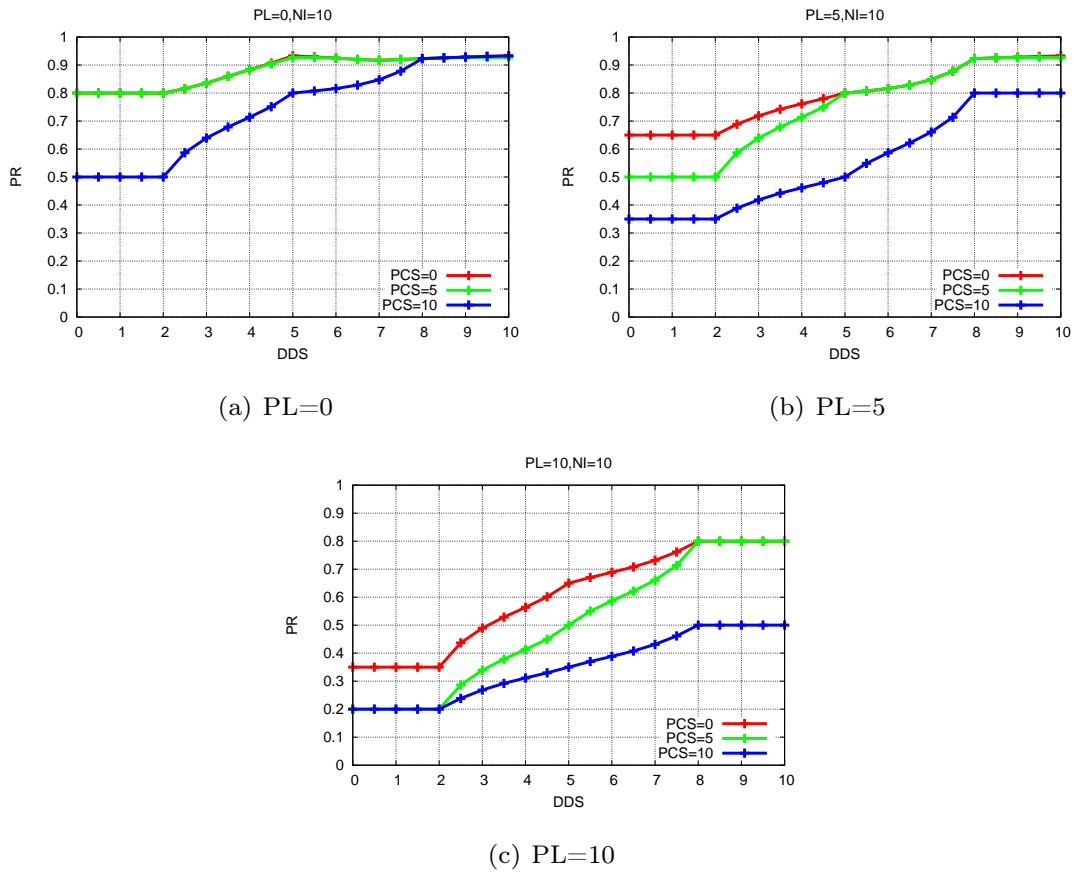 PL=0,NI=10
1
0.9
0.8
0.7
0.6
0.5
0.4
0.3
0.2
0.1
0
PR
PCS=0
PCS=5
PCS=10
0 1 2 3 4 5 6 7 8 9 10
DDS
(a) PL=0
PL=5,NI=10
1
0.9
0.8
0.7
0.6
0.5
0.4
0.3
0.2
0.1
0
PR
PCS=0
PCS=5
PCS=10
0 1 2 3 4 5 6 7 8 9 10
DDS
(b) PL=5
PL=10,NI=10
1
0.9
0.8
0.7
0.6
0.5
0.4
0.3
0.2
0.1
0
PR
PCS=0
PCS=5
PCS=10
0 1 2 3 4 5 6 7 8 9 10
DDS
(c) PL=10